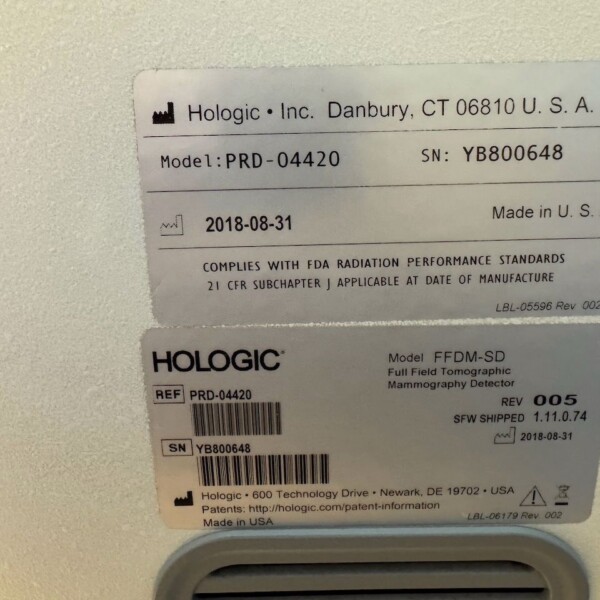 Hologic • Inc. Danbury, CT 06810 U. S. A.
Model: PRD-04420 SN: YB800648
2018-08-31 Made in U. S.
COMPLIES WITH FDA RADIATION PERFORMANCE STANDARDS
21 CFR SUBCHAPTER J APPLICABLE AT DATE OF MANUFACTURE
LBL-05596 Rev 002
HOLOGIC®
Model FFDM-SD
Full Field Tomographic
Mammography Detector
REF PRD-04420
REV 005
SFW SHIPPED 1.11.0.74
2018-08-31
SN YB800648
Hologic • 600 Technology Drive • Newark, DE 19702 • USA
Patents: http://hologic.com/patent-information
Made in USA
LBL-06179 Rev. 002